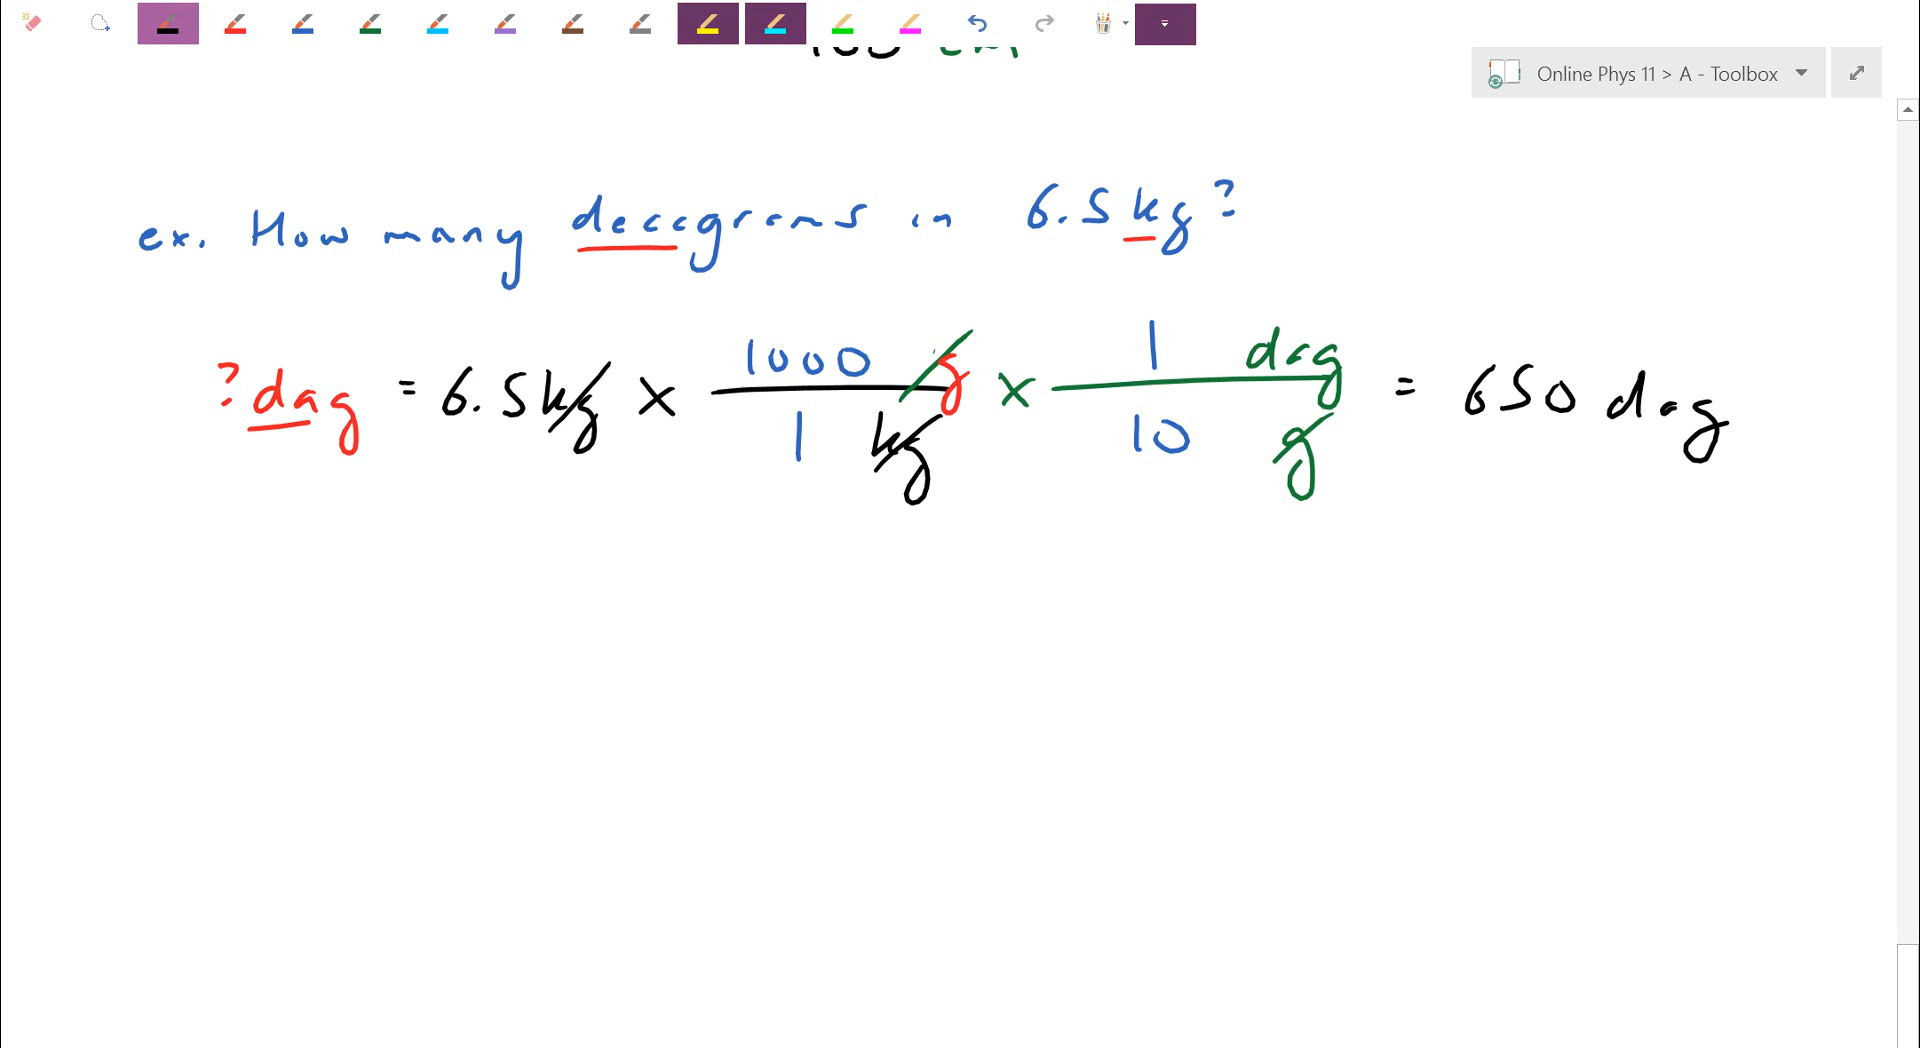 Online Phys 11 > A - Toolbox
ex. How many decagrams in 6.5 kg?
? dag = 6.5 kg x 1000 g / 1 kg x 1 dag / 10 g = 650 dag